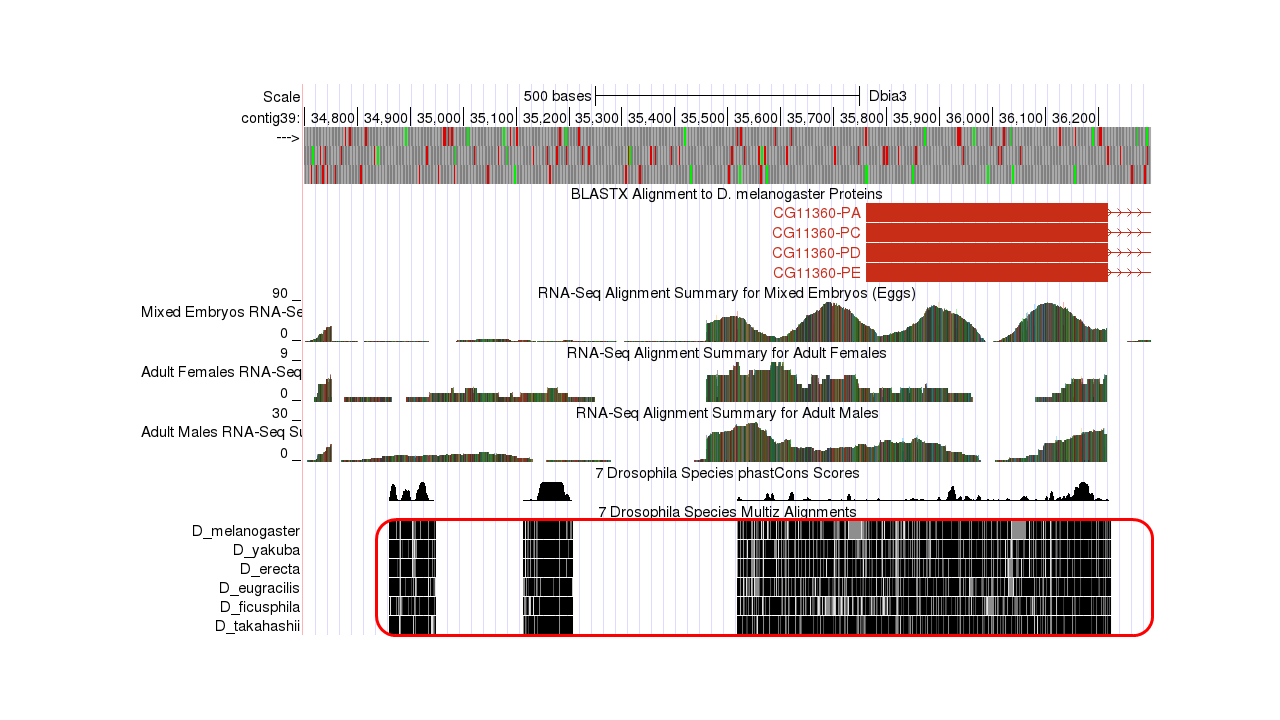 Scale 500 bases Dbia3
contig39: 34,800 34,900 35,000 35,100 35,200 35,300 35,400 35,500 35,600 35,700 35,800 35,900 36,000 36,100 36,200
--->
BLASTX Alignment to D. melanogaster Proteins
CG11360-PA
CG11360-PC
CG11360-PD
CG11360-PE
RNA-Seq Alignment Summary for Mixed Embryos (Eggs)
90 _
Mixed Embryos RNA-Se
0 _
RNA-Seq Alignment Summary for Adult Females
9 _
Adult Females RNA-Seq
0 _
RNA-Seq Alignment Summary for Adult Males
30 _
Adult Males RNA-Seq Su
0 _
7 Drosophila Species phastCons Scores
7 Drosophila Species Multiz Alignments
D_melanogaster
D_yakuba
D_erecta
D_eugracilis
D_ficusphila
D_takahashii